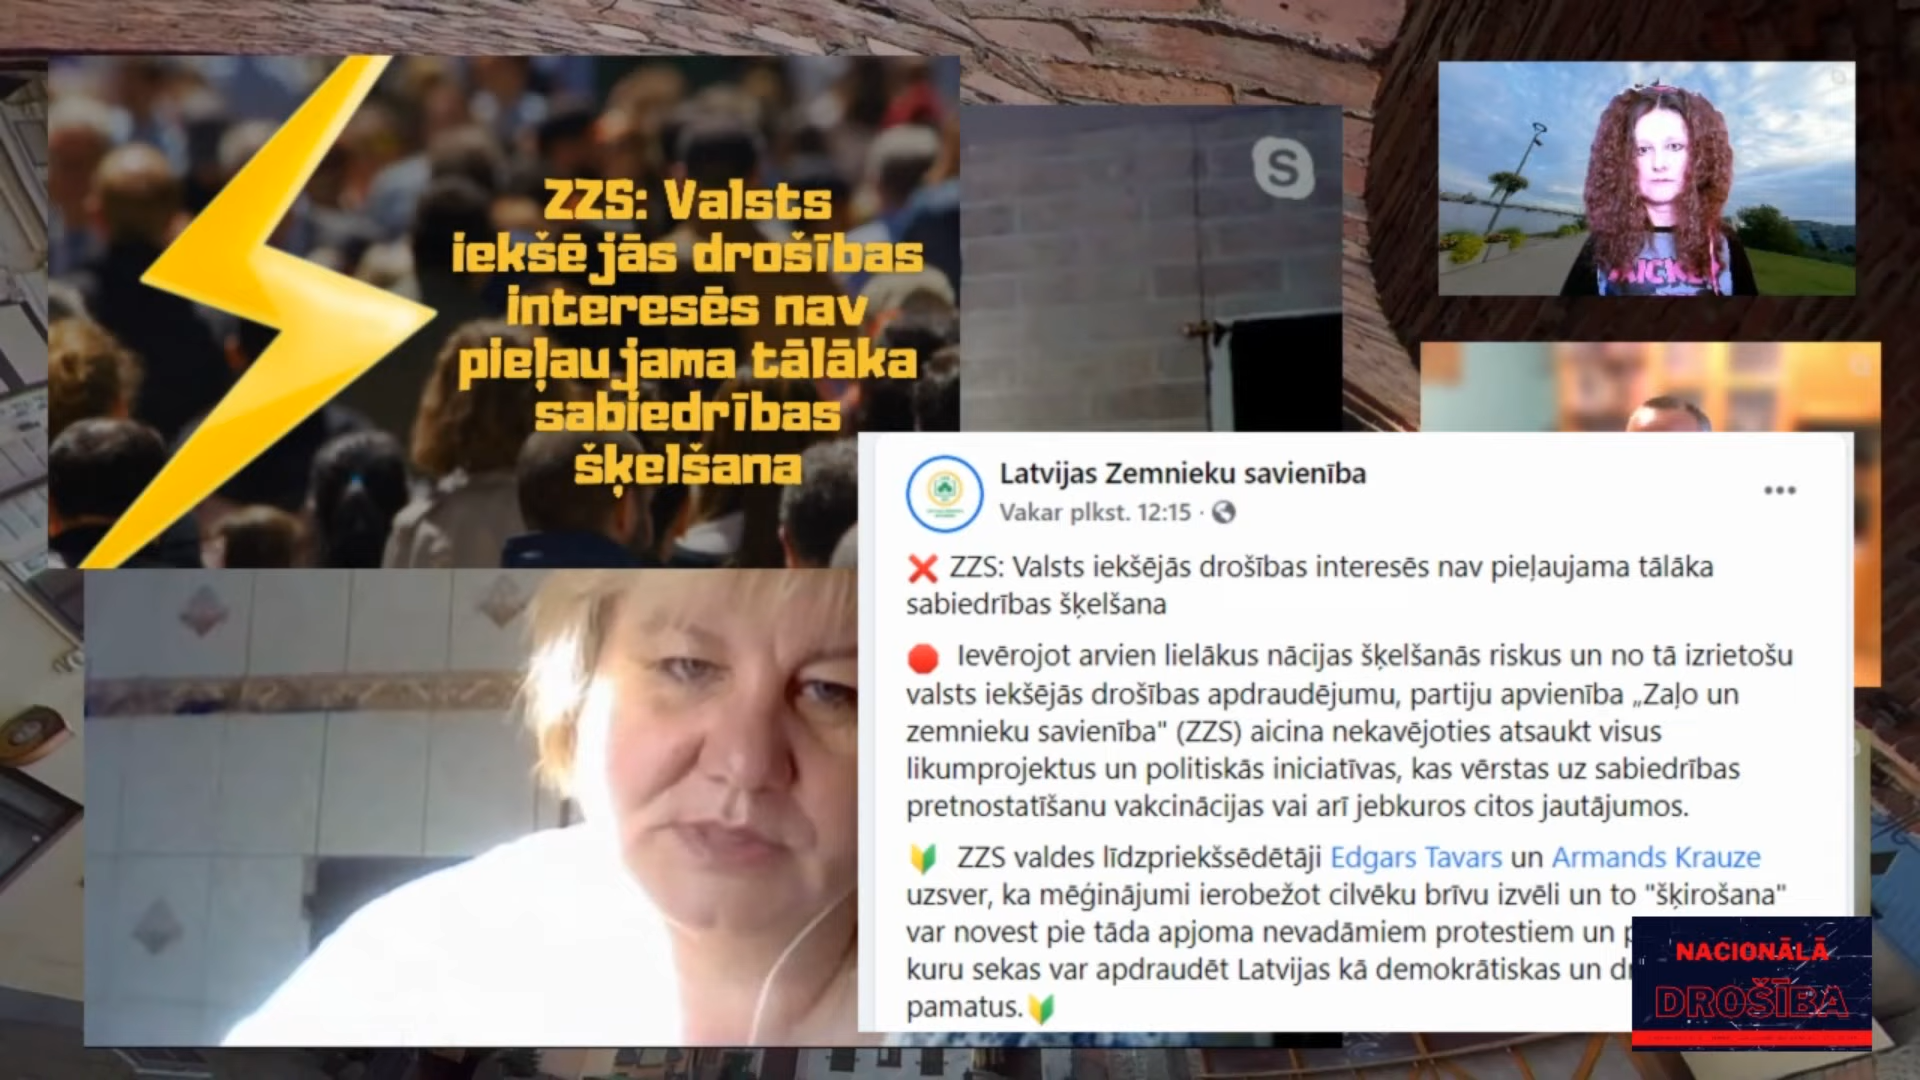 ZZS: Valsts
iekšējās drošības
interesēs nav
pieļaujama tālāka
sabiedrības
šķelšana
S
Latvijas Zemnieku savienība
Vakar plkst. 12:15 ·
ZZS: Valsts iekšējās drošības interesēs nav pieļaujama tālāka
sabiedrības šķelšana
Ievērojot arvien lielākus nācijas šķelšanās riskus un no tā izrietošu
valsts iekšējās drošības apdraudējumu, partiju apvienība „Zaļo un
zemnieku savienība" (ZZS) aicina nekavējoties atsaukt visus
likumprojektus un politiskās iniciatīvas, kas vērstas uz sabiedrības
pretnostatīšanu vakcinācijas vai arī jebkuros citos jautājumos.
ZZS valdes līdzpriekšsēdētāji Edgars Tavars un Armands Krauze
uzsver, ka mēģinājumi ierobežot cilvēku brīvu izvēli un to "šķirošana"
var novest pie tāda apjoma nevadāmiem protestiem un
kuru sekas var apdraudēt Latvijas kā demokrātiskas un
pamatus.
NACIONĀLĀ
DROŠĪBA